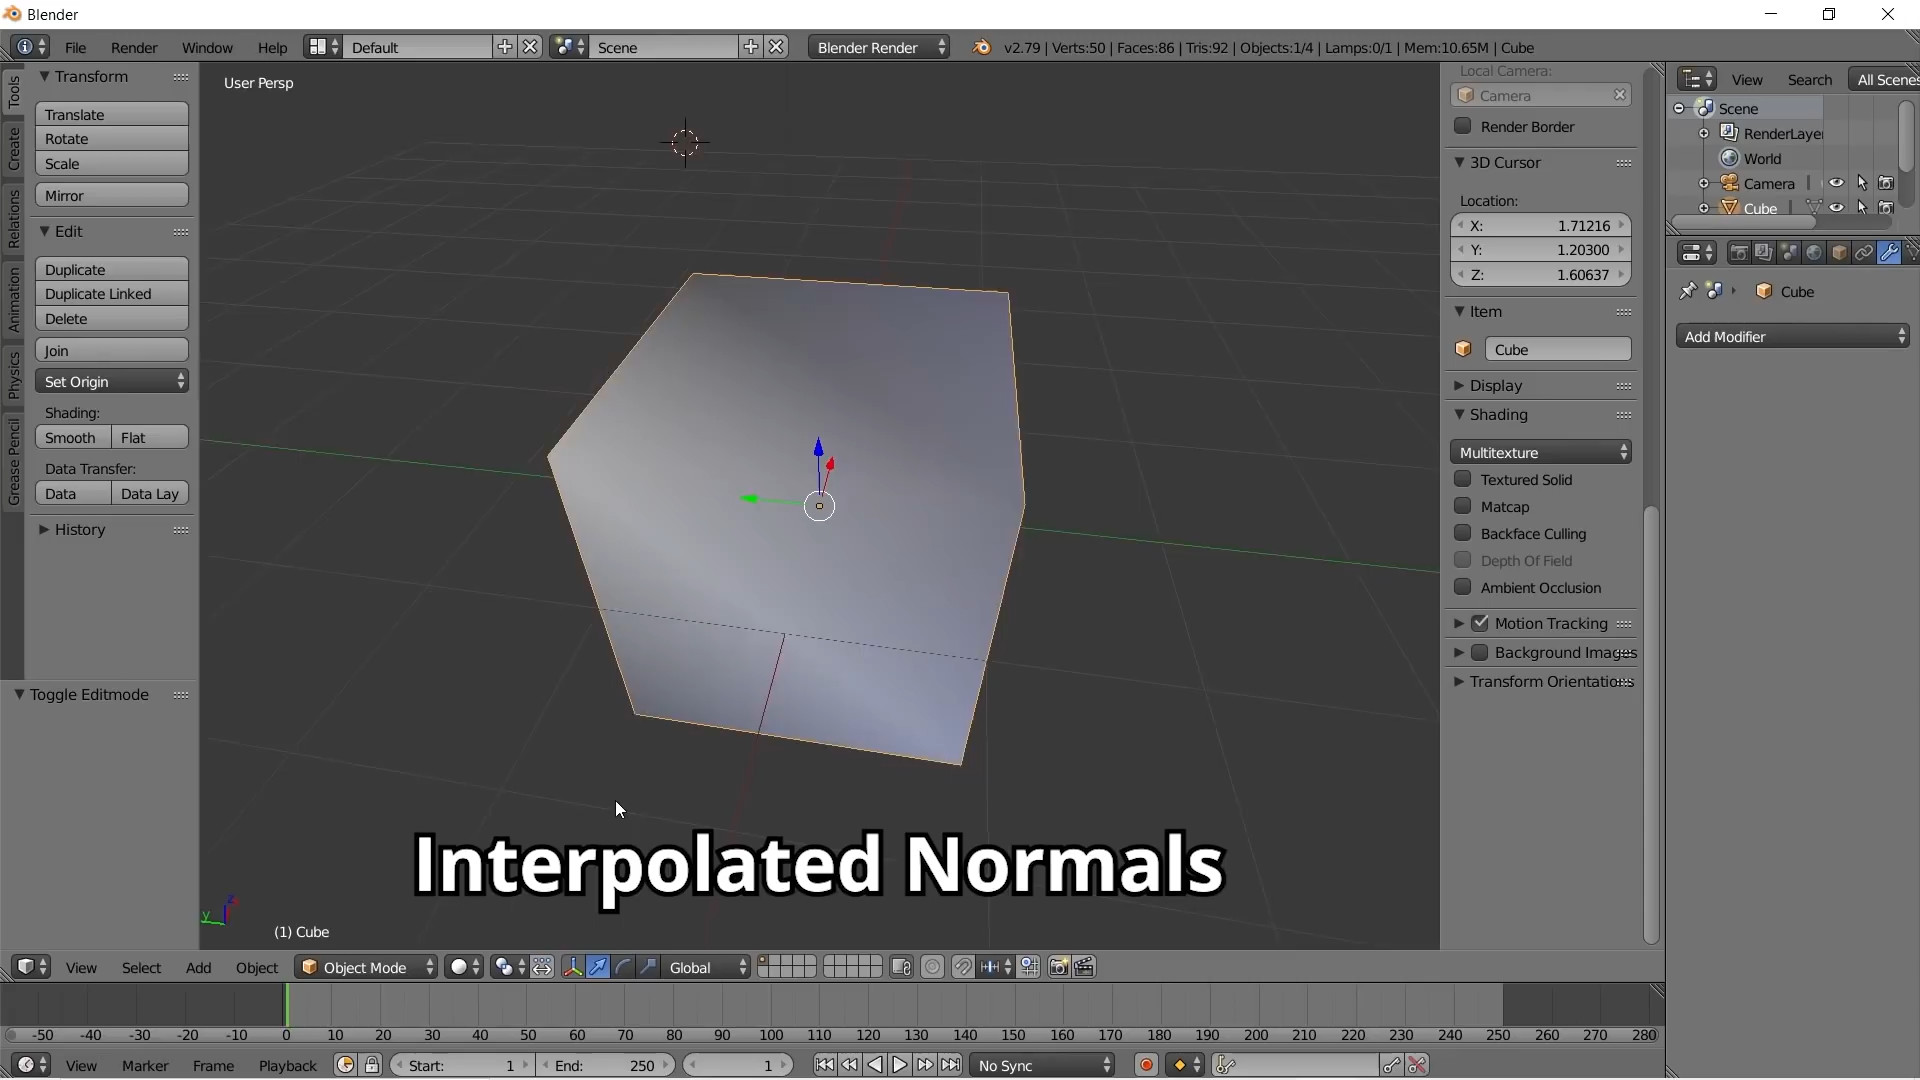 Blender
File Render Window Help Default Scene Blender Render v2.79 | Verts:50 | Faces:86 | Tris:92 | Objects:1/4 | Lamps:0/1 | Mem:10.65M | Cube
Tools
Create
Relations
Animation
Physics
Grease Pencil
Transform
Translate
Rotate
Scale
Mirror
Edit
Duplicate
Duplicate Linked
Delete
Join
Set Origin
Shading:
Smooth Flat
Data Transfer:
Data Data Lay
History
Toggle Editmode
User Persp
Interpolated Normals
z
y
(1) Cube
Local Camera:
Camera
Render Border
3D Cursor
Location:
X: 1.71216
Y: 1.20300
Z: 1.60637
Item
Cube
Display
Shading
Multitexture
Textured Solid
Matcap
Backface Culling
Depth Of Field
Ambient Occlusion
Motion Tracking
Background Images
Transform Orientations
View Search All Scenes
Scene
RenderLayer
World
Camera
Cube
Cube
Add Modifier
View Select Add Object Object Mode Global
-50 -40 -30 -20 -10 0 10 20 30 40 50 60 70 80 90 100 110 120 130 140 150 160 170 180 190 200 210 220 230 240 250 260 270 280
View Marker Frame Playback Start: 1 End: 250 1 No Sync